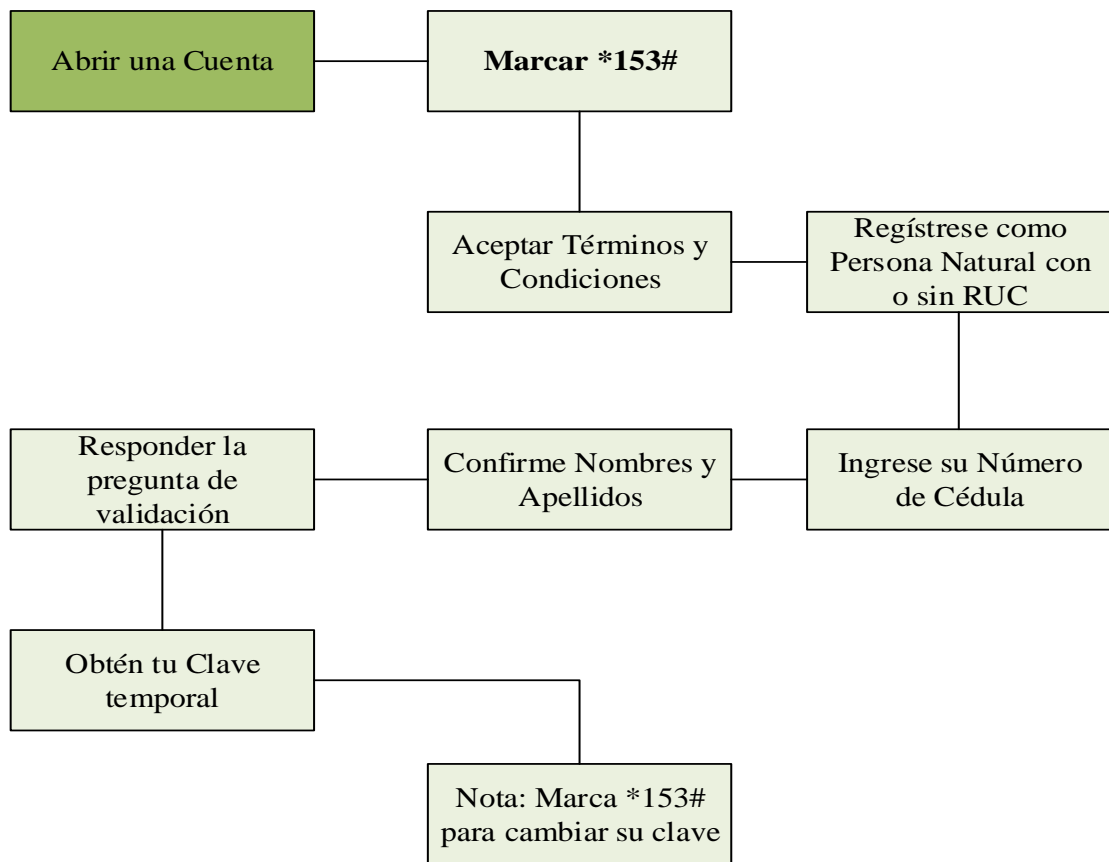 Abrir una Cuenta
Marcar *153#
Aceptar Términos y
Condiciones
Regístrese como
Persona Natural con
o sin RUC
Ingrese su Número
de Cédula
Confirme Nombres y
Apellidos
Responder la
pregunta de
validación
Obtén tu Clave
temporal
Nota: Marca *153#
para cambiar su clave